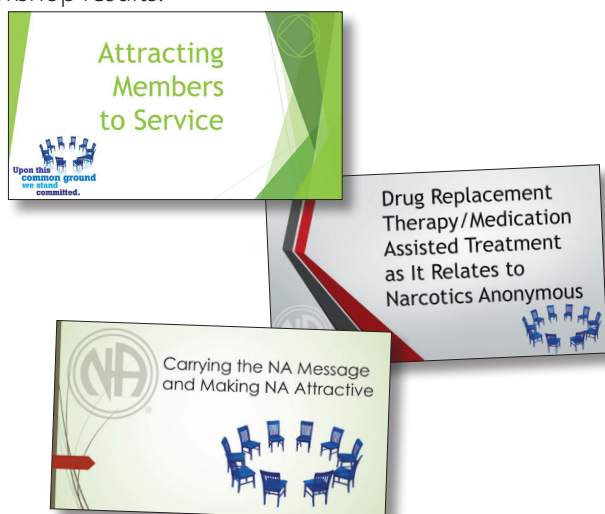 Attracting
Members
to Service
Upon this
common ground
we stand
committed.
Drug Replacement
Therapy/Medication
Assisted Treatment
as It Relates to
Narcotics Anonymous
NA
Carrying the NA Message
and Making NA Attractive